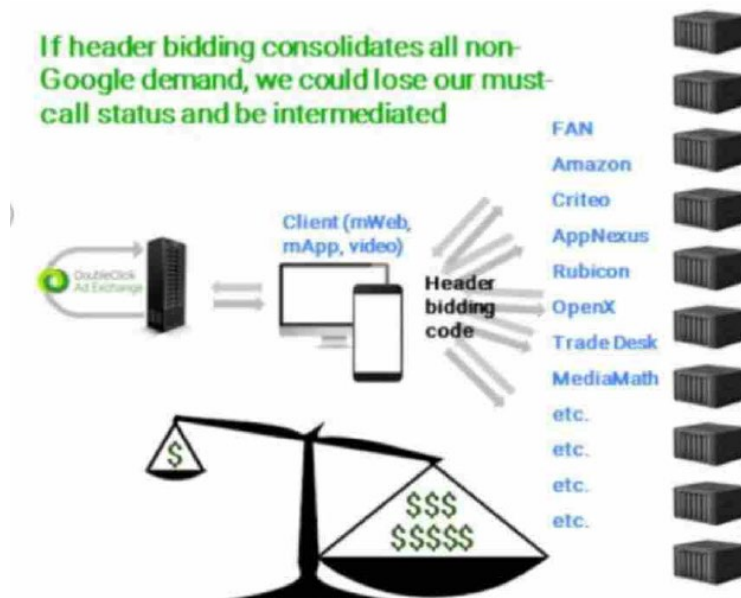 If header bidding consolidates all non-
Google demand, we could lose our must-
call status and be intermediated
FAN
Amazon
Criteo
AppNexus
Rubicon
OpenX
Trade Desk
MediaMath
etc.
etc.
etc.
etc.
Client (mWeb,
mApp, video)
Header
bidding
code
DoubleClick
Ad Exchange
$
$$$
$$$$$